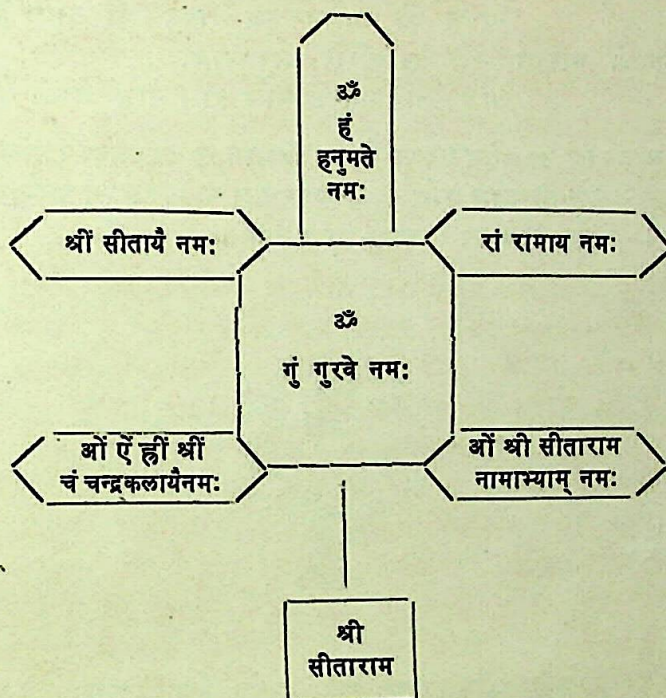 ॐ
हं
हनुमते
नमः
श्रीं सीतायै नमः
रां रामाय नमः
ॐ
गुं गुरवे नमः
ओं ऐं ह्रीं श्रीं
चं चन्द्रकलायैनमः
ओं श्री सीताराम
नामाभ्याम् नमः
श्री
सीताराम